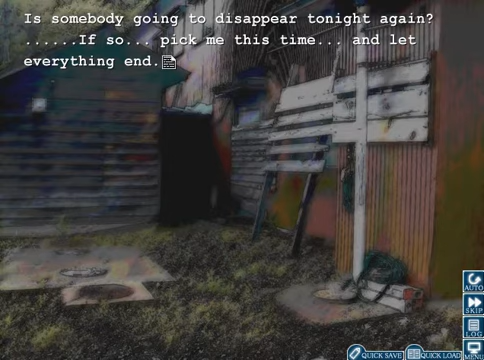 Is somebody going to disappear tonight again?
......If so... pick me this time... and let
everything end.
AUTO
SKIP
LOG
MENU
QUICK SAVE
QUICK LOAD